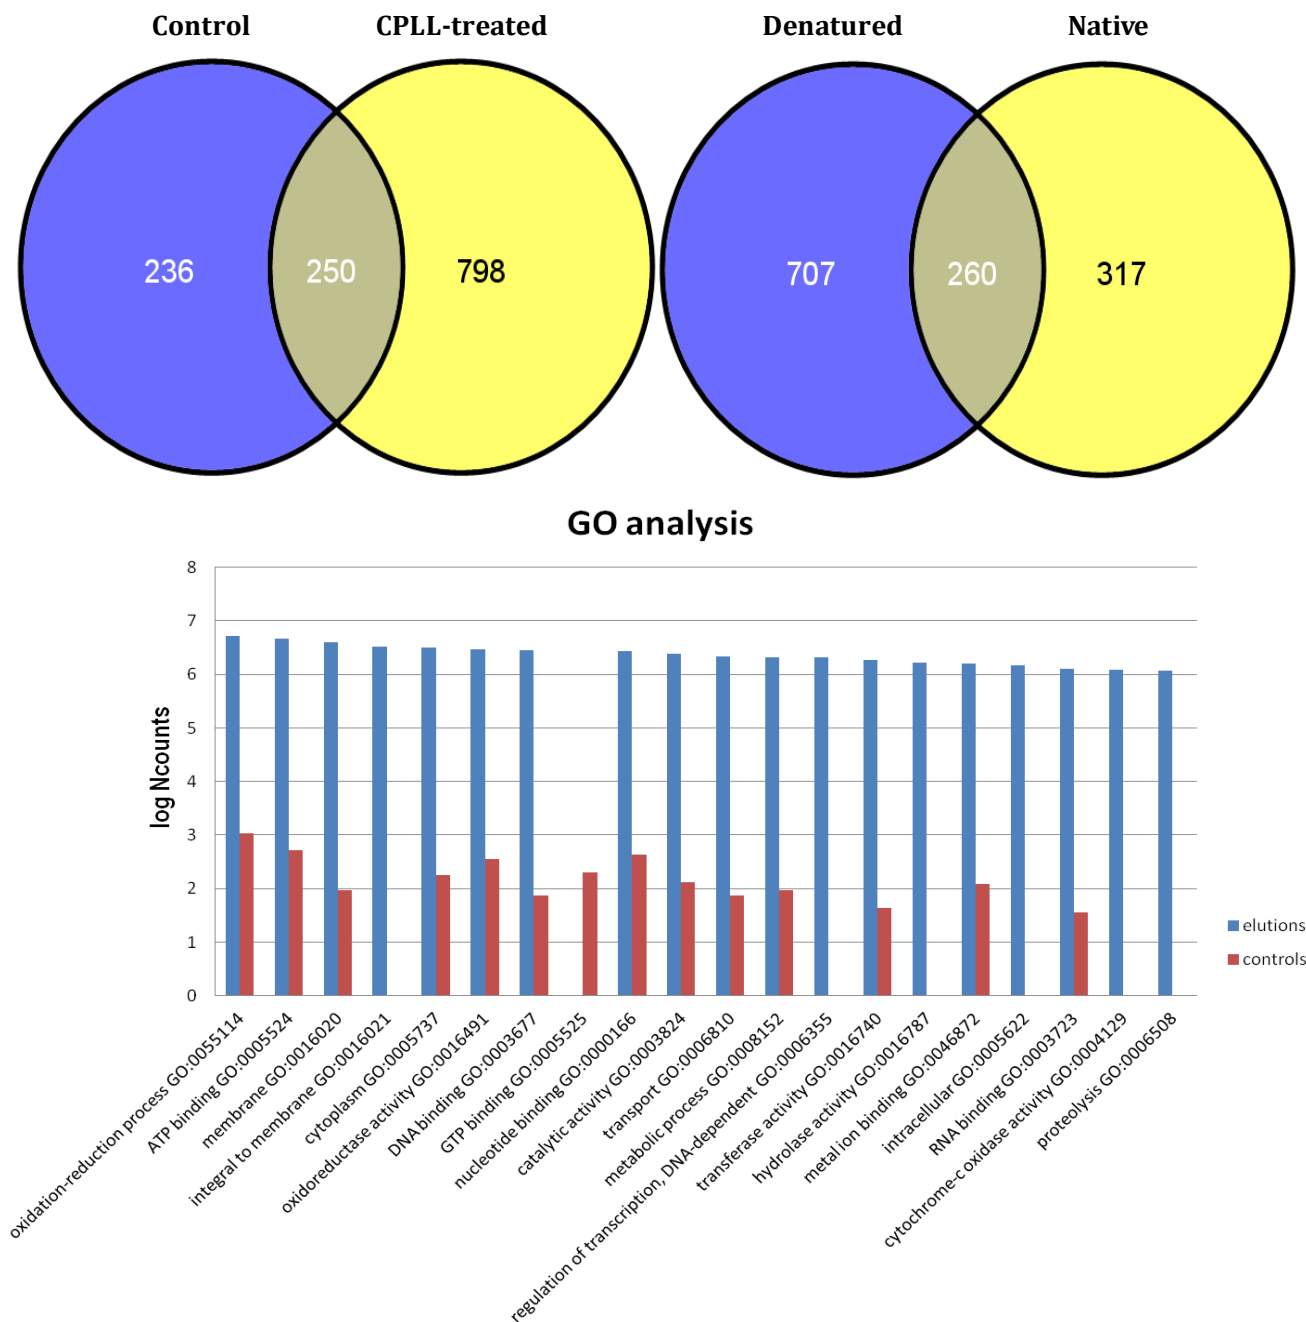 Control CPLL-treated Denatured Native
236 250 798 707 260 317
GO analysis
8
7
6
5
4
3
2
1
0
log Ncounts
elutions
controls
oxidation-reduction process GO:0055114
ATP binding GO:0005524
membrane GO:0016020
integral to membrane GO:0016021
cytoplasm GO:0005737
oxidoreductase activity GO:0016491
DNA binding GO:0003677
GTP binding GO:0005525
nucleotide binding GO:0000166
catalytic activity GO:0003824
transport GO:0006810
metabolic process GO:0008152
regulation of transcription, DNA-dependent GO:0006355
transferase activity GO:0016740
hydrolase activity GO:0016787
metal ion binding GO:0046872
intracellular GO:0005622
RNA binding GO:0003723
cytochrome-c oxidase activity GO:0004129
proteolysis GO:0006508